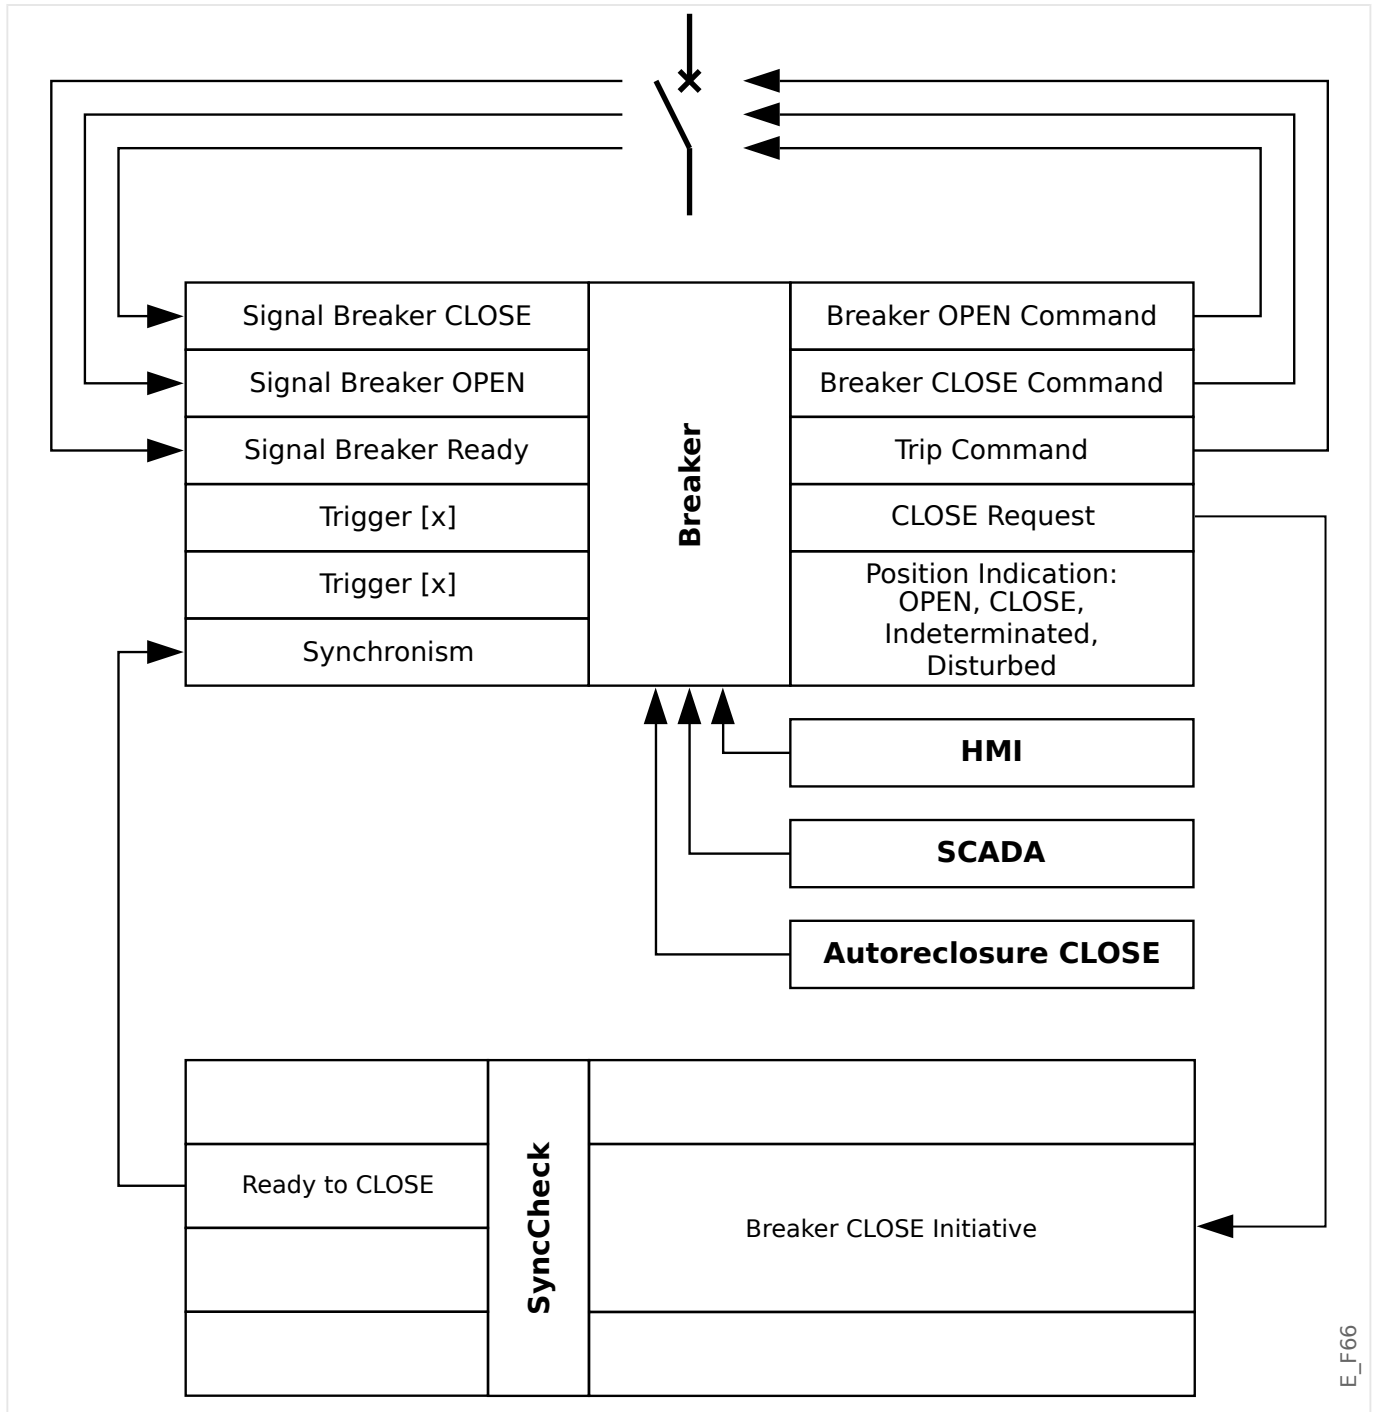 Signal Breaker CLOSE
Signal Breaker OPEN
Signal Breaker Ready
Trigger [x]
Trigger [x]
Synchronism
Breaker
Breaker OPEN Command
Breaker CLOSE Command
Trip Command
CLOSE Request
Position Indication:
OPEN, CLOSE,
Indeterminated,
Disturbed
HMI
SCADA
Autoreclosure CLOSE
Ready to CLOSE
SyncCheck
Breaker CLOSE Initiative
E_F66